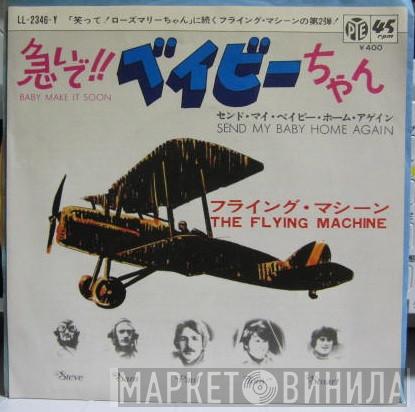 LL-2346-Y 「笑って!ローズマリーちゃん」に続くフライング・マシーンの第2弾!
PYE
45 rpm
¥400
急いで!! ベイビーちゃん
BABY MAKE IT SOON
センド・マイ・ベイビー・ホーム・アゲイン
SEND MY BABY HOME AGAIN
フライング・マシーン
THE FLYING MACHINE
Steve Sam Paul Tony Stuart
МАРКЕТ ВИНИЛА